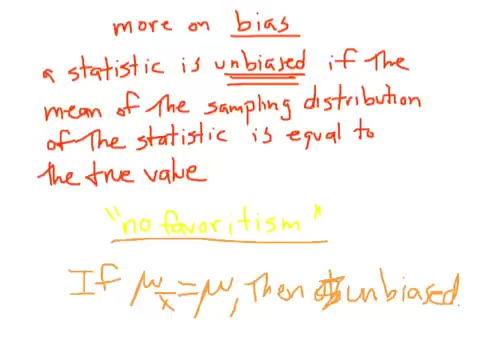 more on bias
a statistic is unbiased if the
mean of the sampling distribution
of the statistic is equal to
the true value
"no favoritism"
If μx̄=μ, then unbiased.